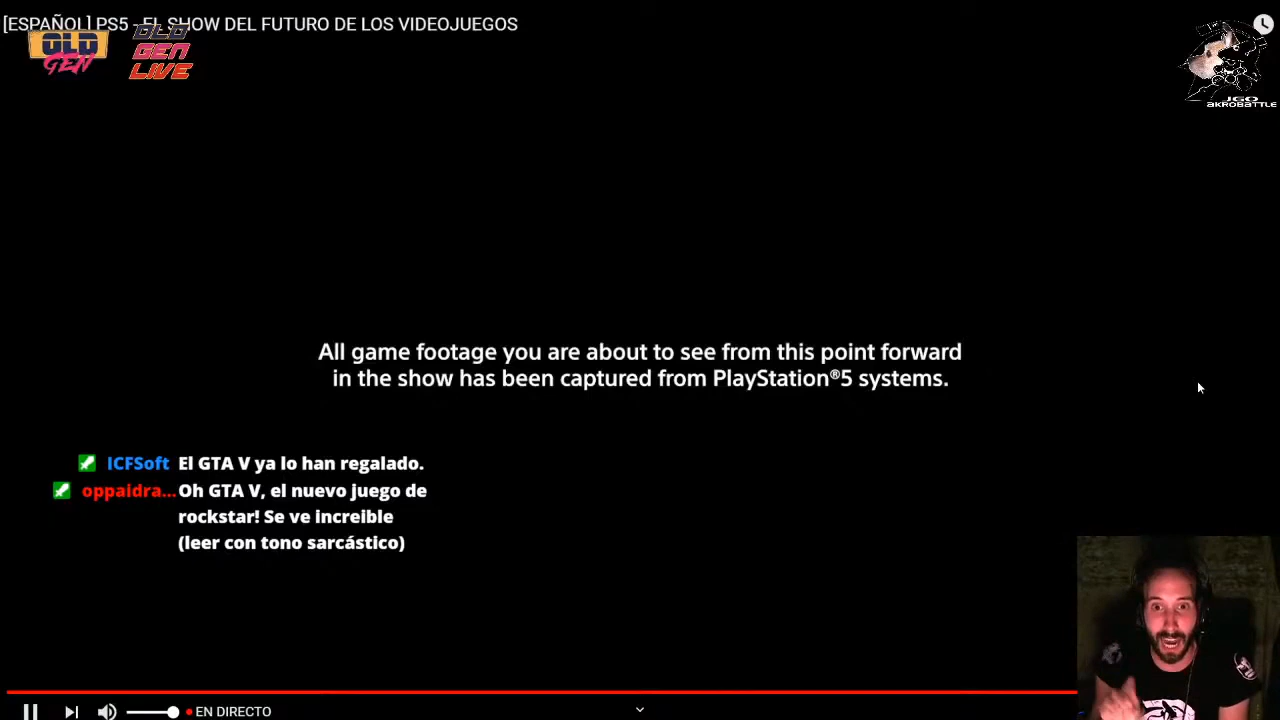 [ESPAÑOL] PS5 - EL SHOW DEL FUTURO DE LOS VIDEOJUEGOS
OLD
GEN
OLD
GEN
LIVE
JGO
AKROBATTLE
All game footage you are about to see from this point forward
in the show has been captured from PlayStation®5 systems.
ICFSoft El GTA V ya lo han regalado.
oppaidra... Oh GTA V, el nuevo juego de
rockstar! Se ve increible
(leer con tono sarcástico)
EN DIRECTO